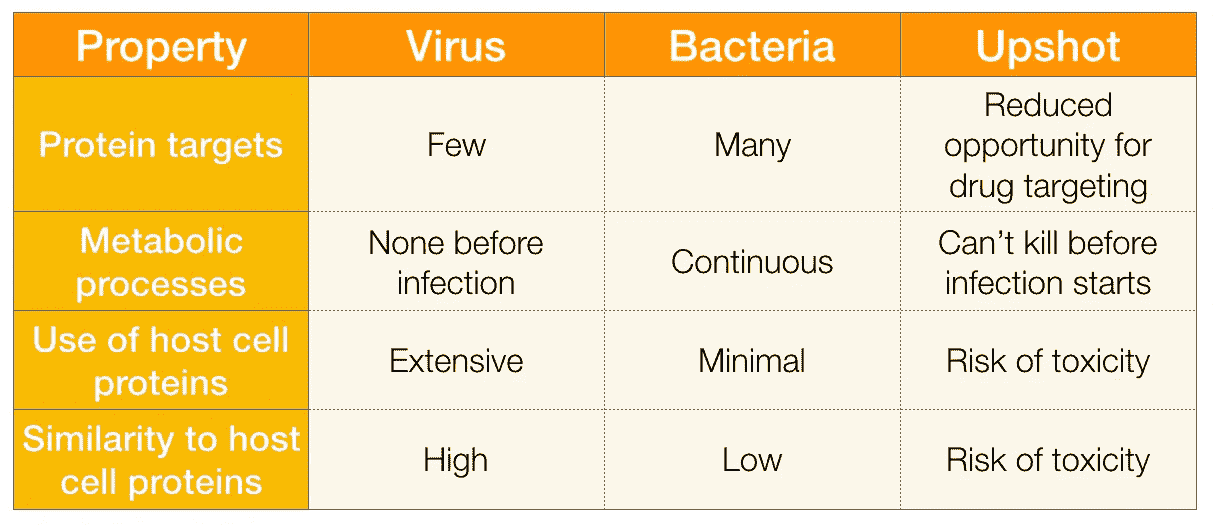 Property Virus Bacteria Upshot
Protein targets Few Many Reduced opportunity for drug targeting
Metabolic processes None before infection Continuous Can't kill before infection starts
Use of host cell proteins Extensive Minimal Risk of toxicity
Similarity to host cell proteins High Low Risk of toxicity